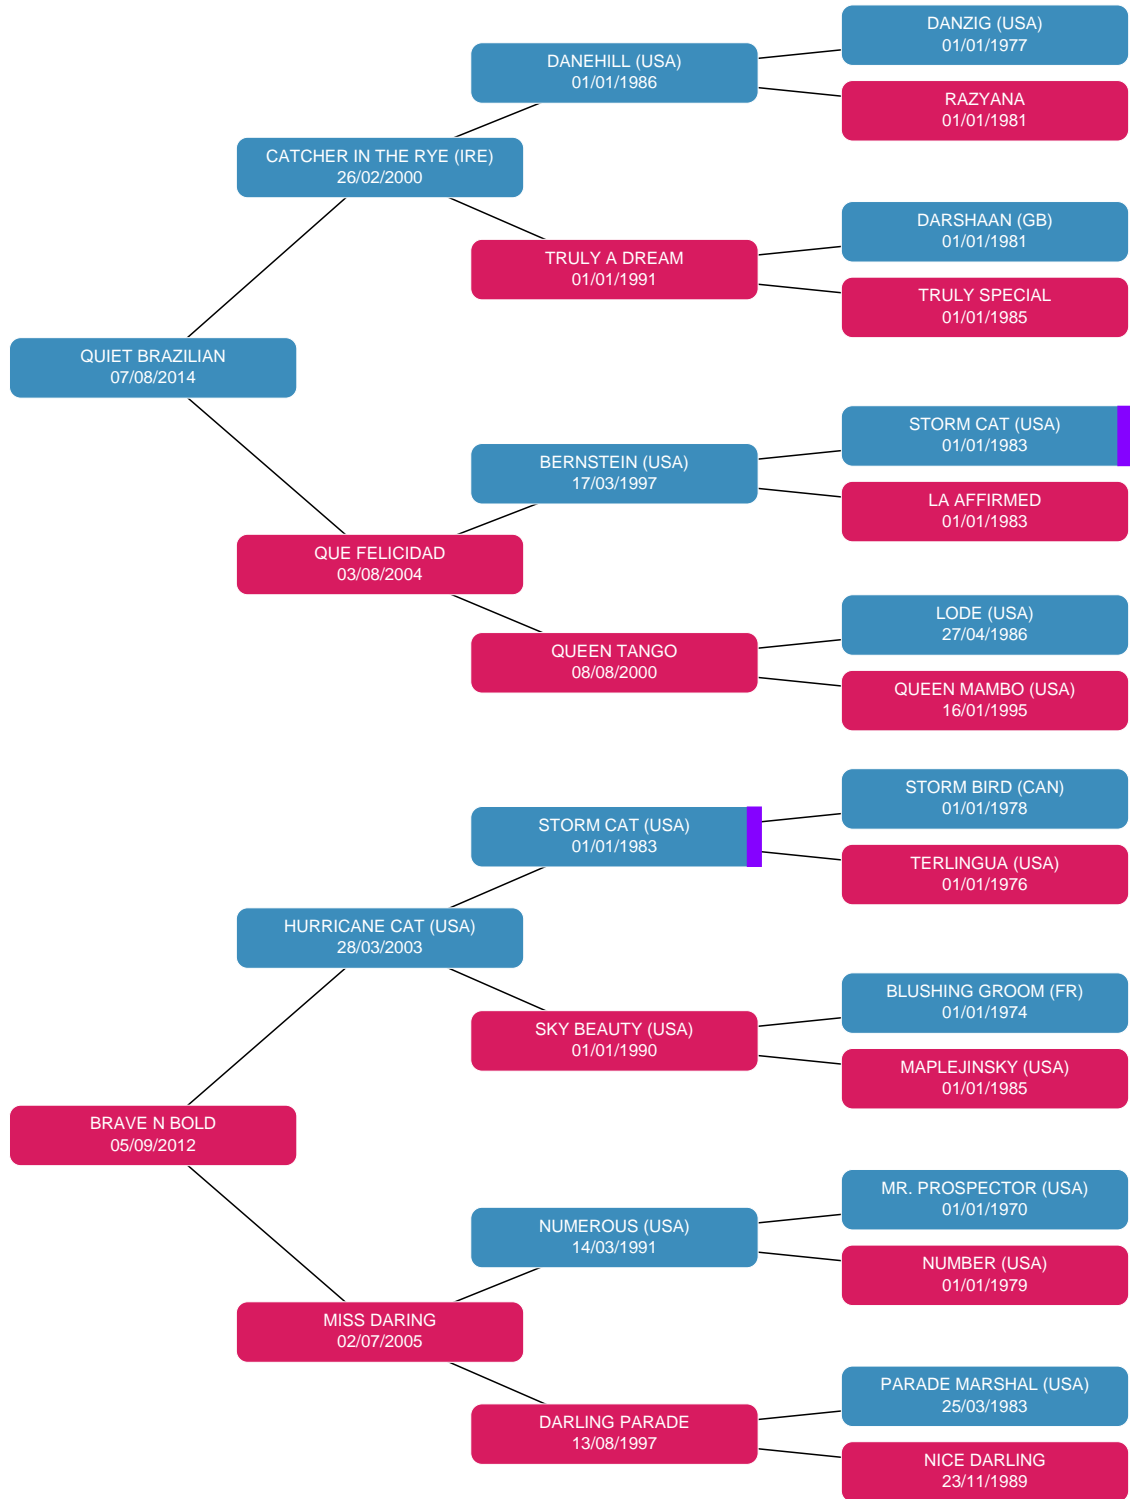 DANZIG (USA)
01/01/1977
DANEHILL (USA)
01/01/1986
RAZYANA
01/01/1981
CATCHER IN THE RYE (IRE)
26/02/2000
DARSHAAN (GB)
01/01/1981
TRULY A DREAM
01/01/1991
TRULY SPECIAL
01/01/1985
QUIET BRAZILIAN
07/08/2014
STORM CAT (USA)
01/01/1983
BERNSTEIN (USA)
17/03/1997
LA AFFIRMED
01/01/1983
QUE FELICIDAD
03/08/2004
LODE (USA)
27/04/1986
QUEEN TANGO
08/08/2000
QUEEN MAMBO (USA)
16/01/1995
STORM BIRD (CAN)
01/01/1978
STORM CAT (USA)
01/01/1983
TERLINGUA (USA)
01/01/1976
HURRICANE CAT (USA)
28/03/2003
BLUSHING GROOM (FR)
01/01/1974
SKY BEAUTY (USA)
01/01/1990
MAPLEJINSKY (USA)
01/01/1985
BRAVE N BOLD
05/09/2012
MR. PROSPECTOR (USA)
01/01/1970
NUMEROUS (USA)
14/03/1991
NUMBER (USA)
01/01/1979
MISS DARING
02/07/2005
PARADE MARSHAL (USA)
25/03/1983
DARLING PARADE
13/08/1997
NICE DARLING
23/11/1989